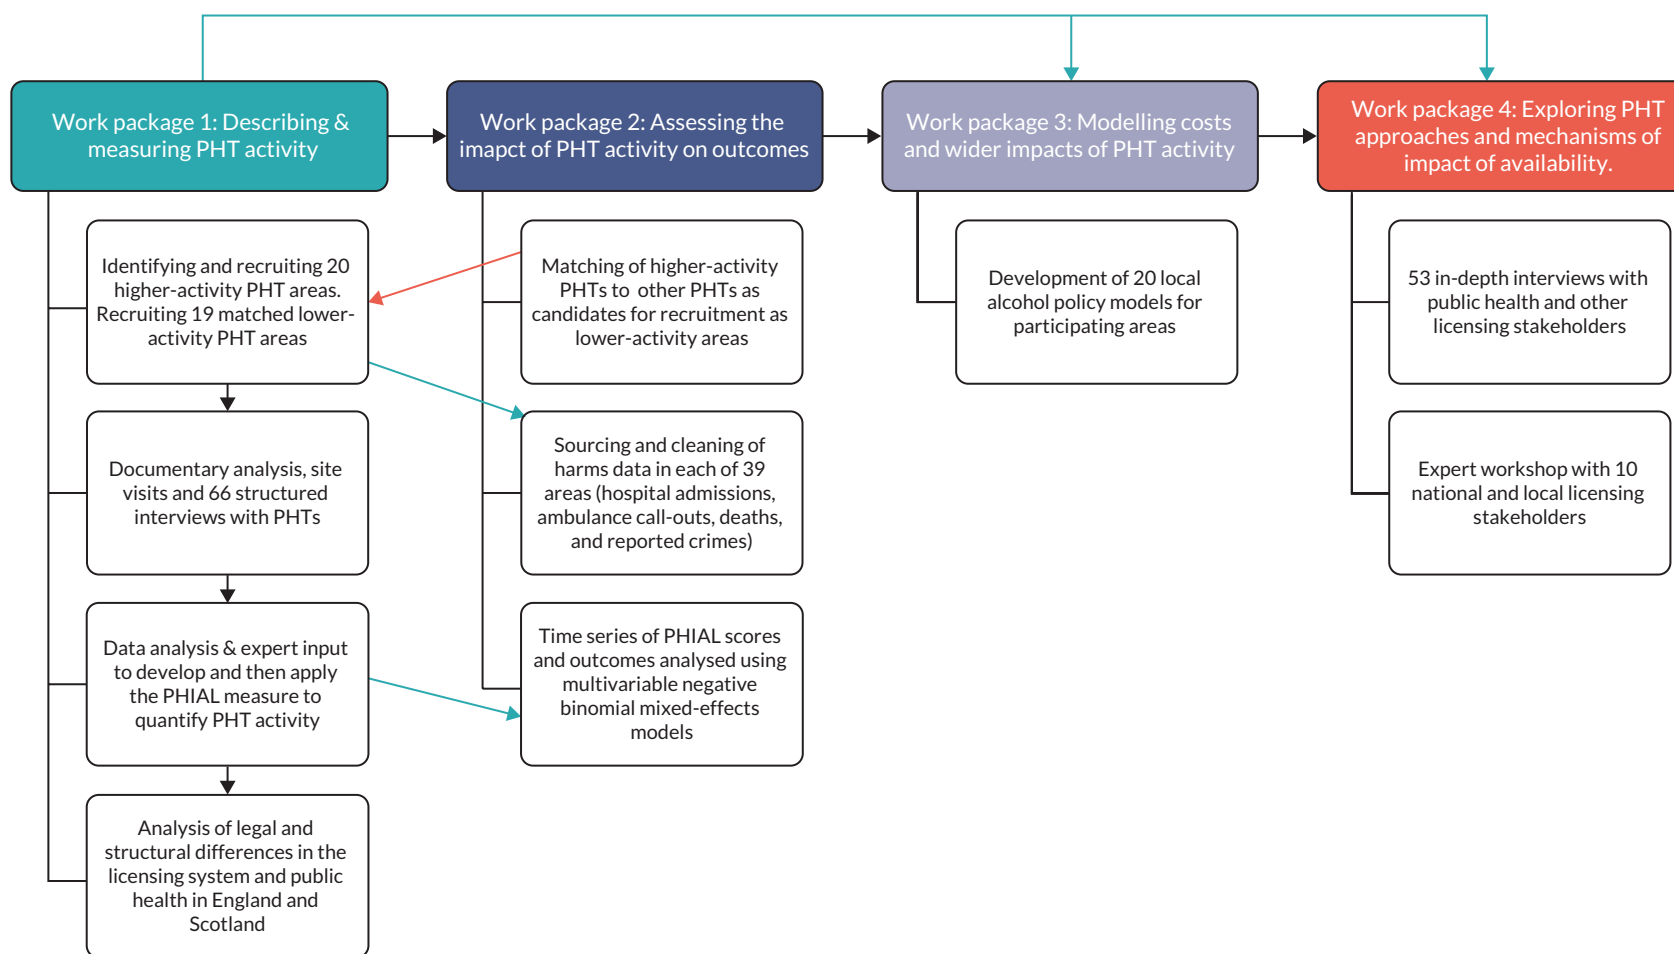 Work package 1: Describing &
measuring PHT activity
Identifying and recruiting 20
higher-activity PHT areas.
Recruiting 19 matched lower-
activity PHT areas
Documentary analysis, site
visits and 66 structured
interviews with PHTs
Data analysis & expert input
to develop and then apply
the PHIAL measure to
quantify PHT activity
Analysis of legal and
structural differences in the
licensing system and public
health in England and
Scotland
Work package 2: Assessing the
imapct of PHT activity on outcomes
Matching of higher-activity
PHTs to other PHTs as
candidates for recruitment as
lower-activity areas
Sourcing and cleaning of
harms data in each of 39
areas (hospital admissions,
ambulance call-outs, deaths,
and reported crimes)
Time series of PHIAL scores
and outcomes analysed using
multivariable negative
binomial mixed-effects
models
Work package 3: Modelling costs
and wider impacts of PHT activity
Development of 20 local
alcohol policy models for
participating areas
Work package 4: Exploring PHT
approaches and mechanisms of
impact of availability.
53 in-depth interviews with
public health and other
licensing stakeholders
Expert workshop with 10
national and local licensing
stakeholders